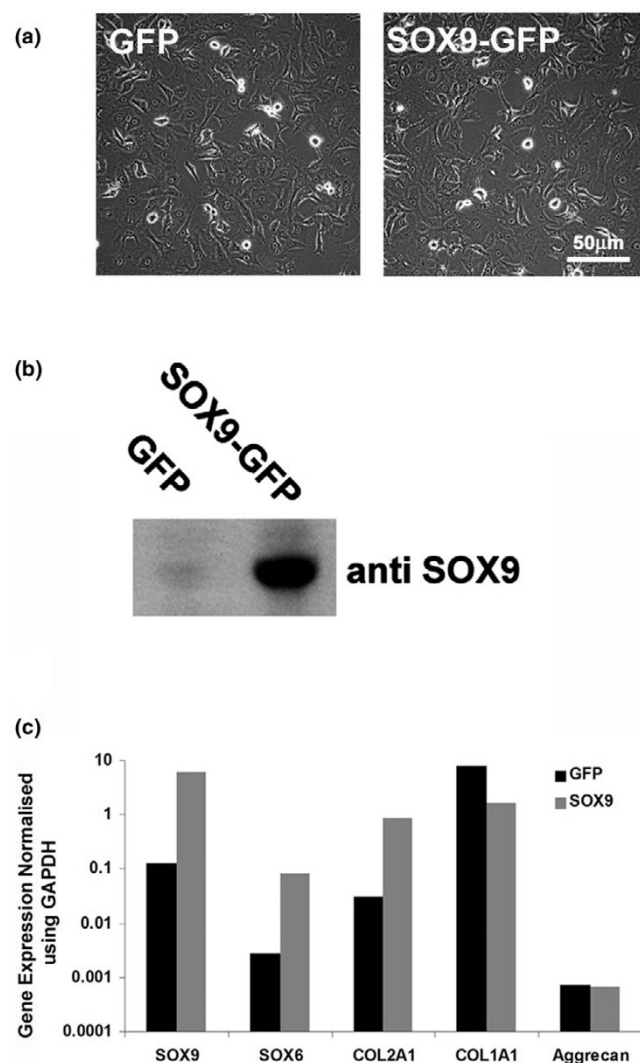 (a)
GFP
SOX9-GFP
50μm
(b)
GFP
SOX9-GFP
anti SOX9
(c)
Gene Expression Normalised
using GAPDH
10
1
0.1
0.01
0.001
0.0001
GFP
SOX9
SOX9
SOX6
COL2A1
COL1A1
Aggrecan